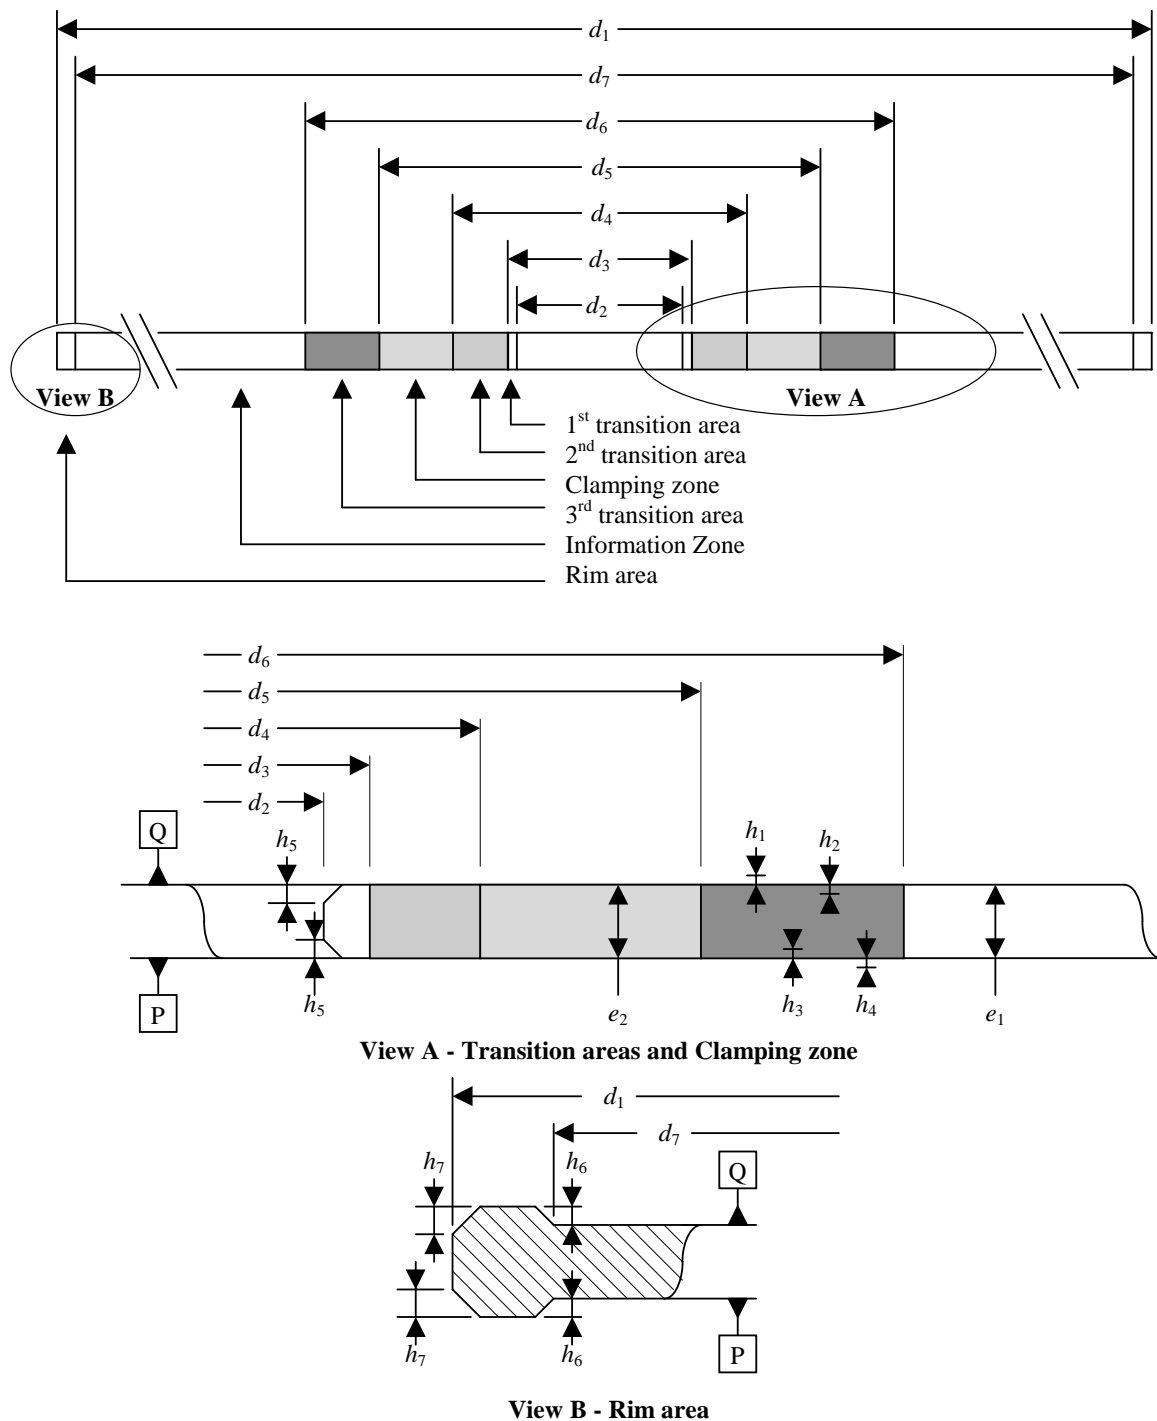 d1
d7
d6
d5
d4
d3
d2
View B
View A
1st transition area
2nd transition area
Clamping zone
3rd transition area
Information Zone
Rim area
d6
d5
d4
d3
d2
Q
h5
h1
h2
P
h5
e2
h3
h4
e1
View A - Transition areas and Clamping zone
d1
d7
h7
h6
Q
h7
h6
P
View B - Rim area